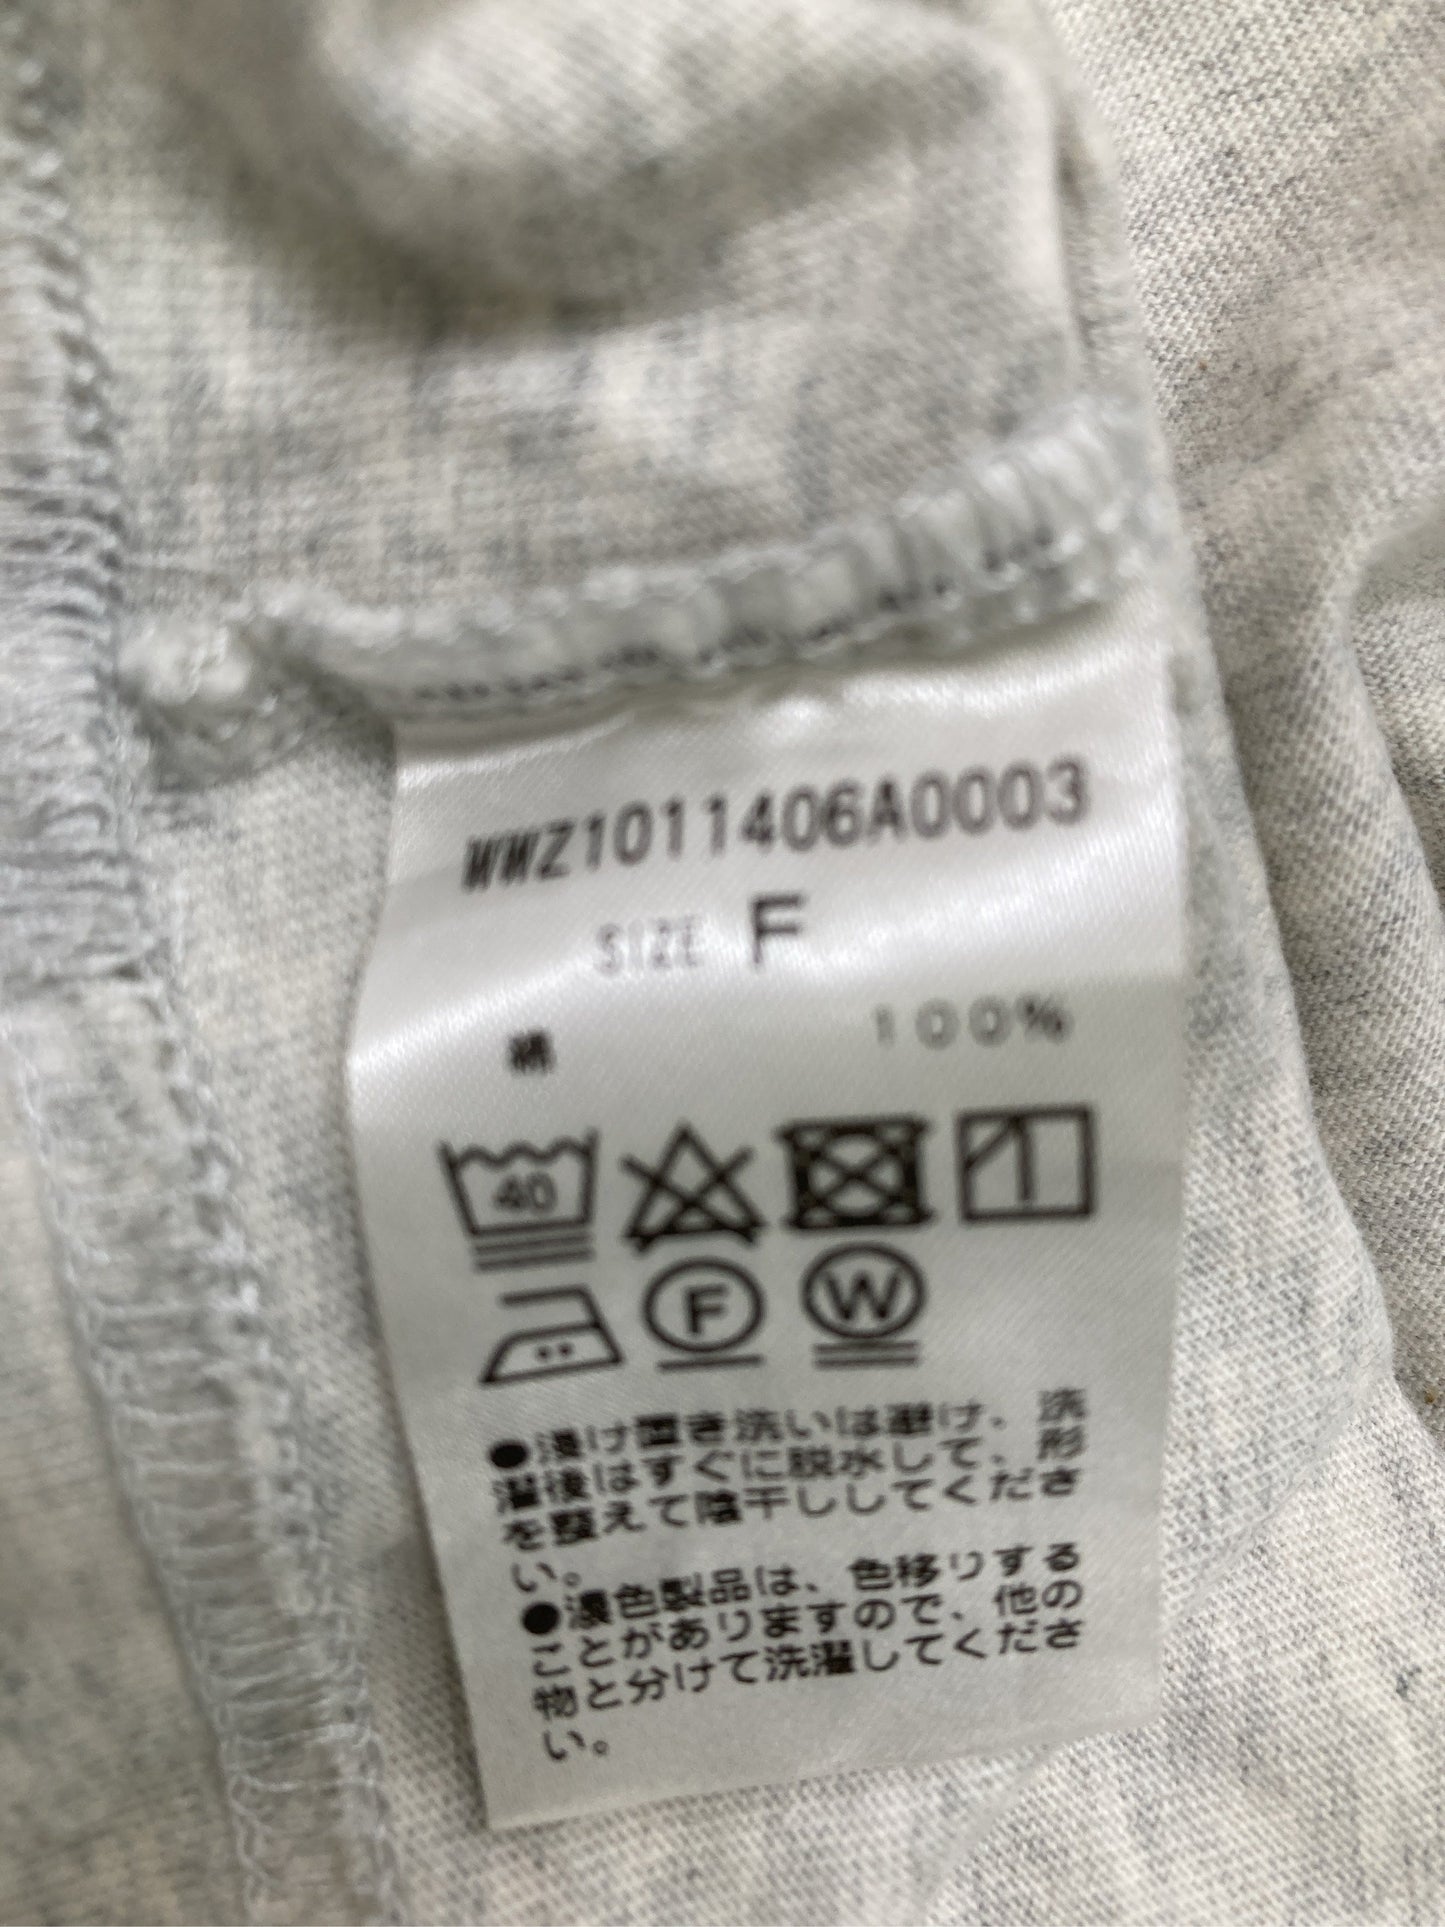 WWZ1011406A0003
SIZE F
綿 100%
40
F W
●浸け置き洗いは避け、洗
濯後はすぐに脱水して、形
を整えて陰干ししてくださ
い。
●濃色製品は、色移りする
ことがありますので、他の
物と分けて洗濯してくださ
い。